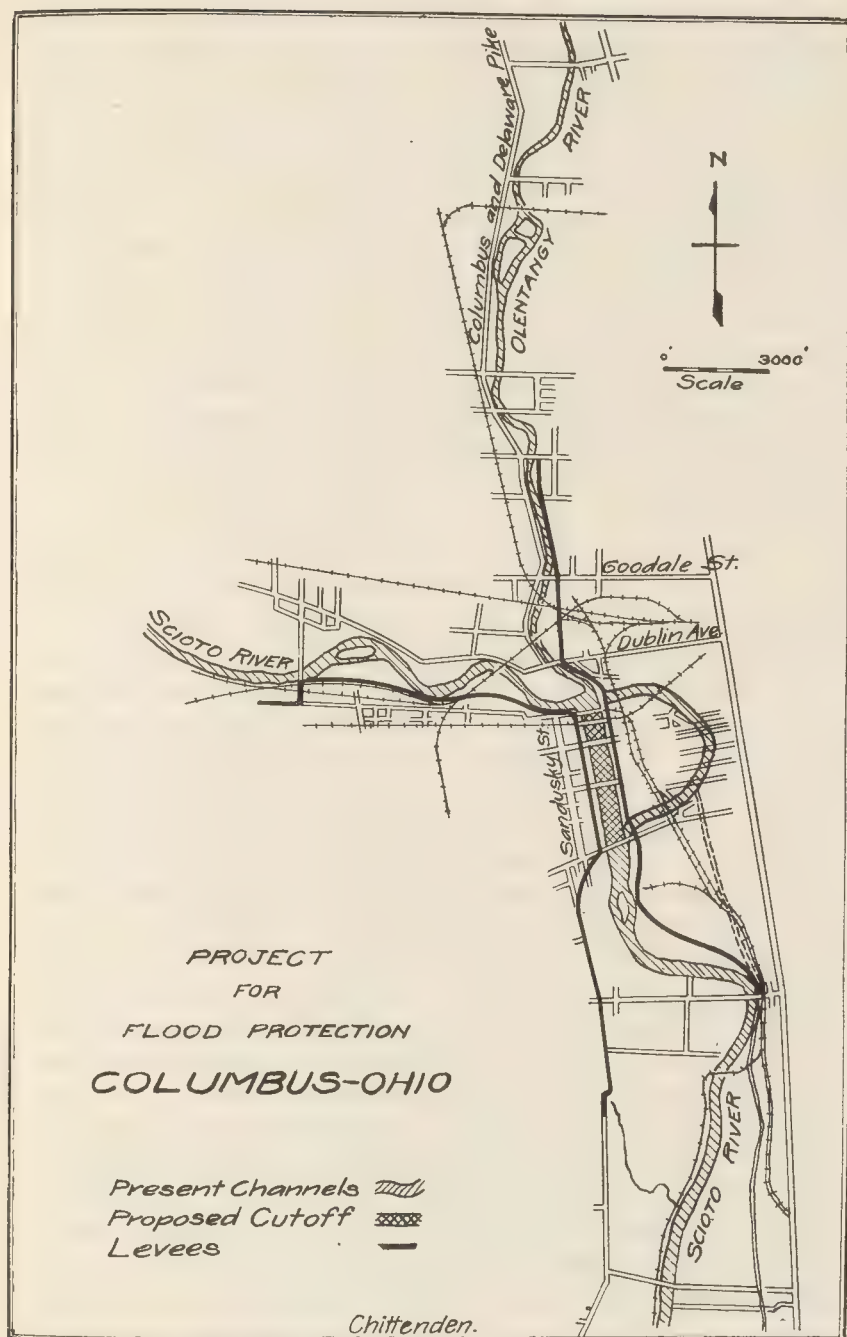 Columbus and Delaware Pike
RIVER
OLENTANGY
N
0' 3000'
Scale
Goodale St.
SCIOTO RIVER
Dublin Ave.
Sandusky St.
PROJECT
FOR
FLOOD PROTECTION
COLUMBUS-OHIO
SCIOTO RIVER
Present Channels
Proposed Cutoff
Levees
Chittenden.